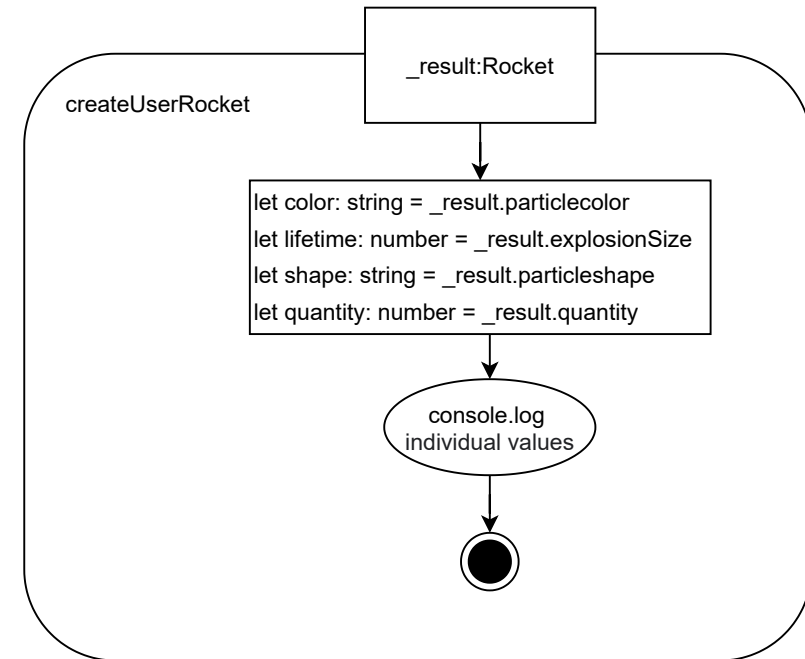 _result:Rocket
createUserRocket
let color: string = _result.particlecolor
let lifetime: number = _result.explosionSize
let shape: string = _result.particleshape
let quantity: number = _result.quantity
console.log
individual values